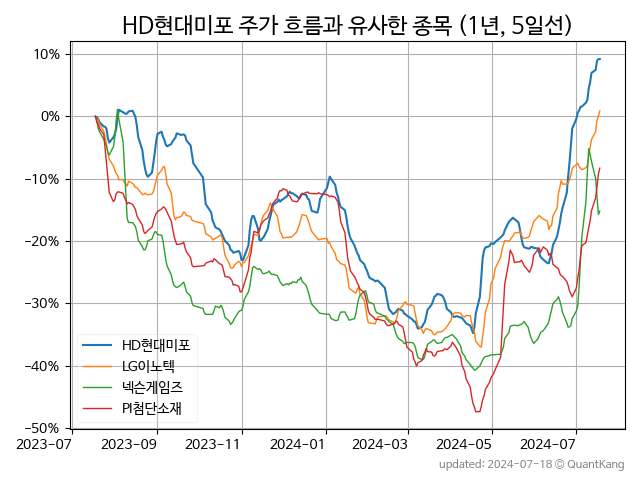 HD현대미포 주가 흐름과 유사한 종목 (1년, 5일선)
10%
0%
−10%
−20%
−30%
−40%
−50%
HD현대미포
LG이노텍
넥슨게임즈
PI첨단소재
2023-07 2023-09 2023-11 2024-01 2024-03 2024-05 2024-07
updated: 2024-07-18 © QuantKang